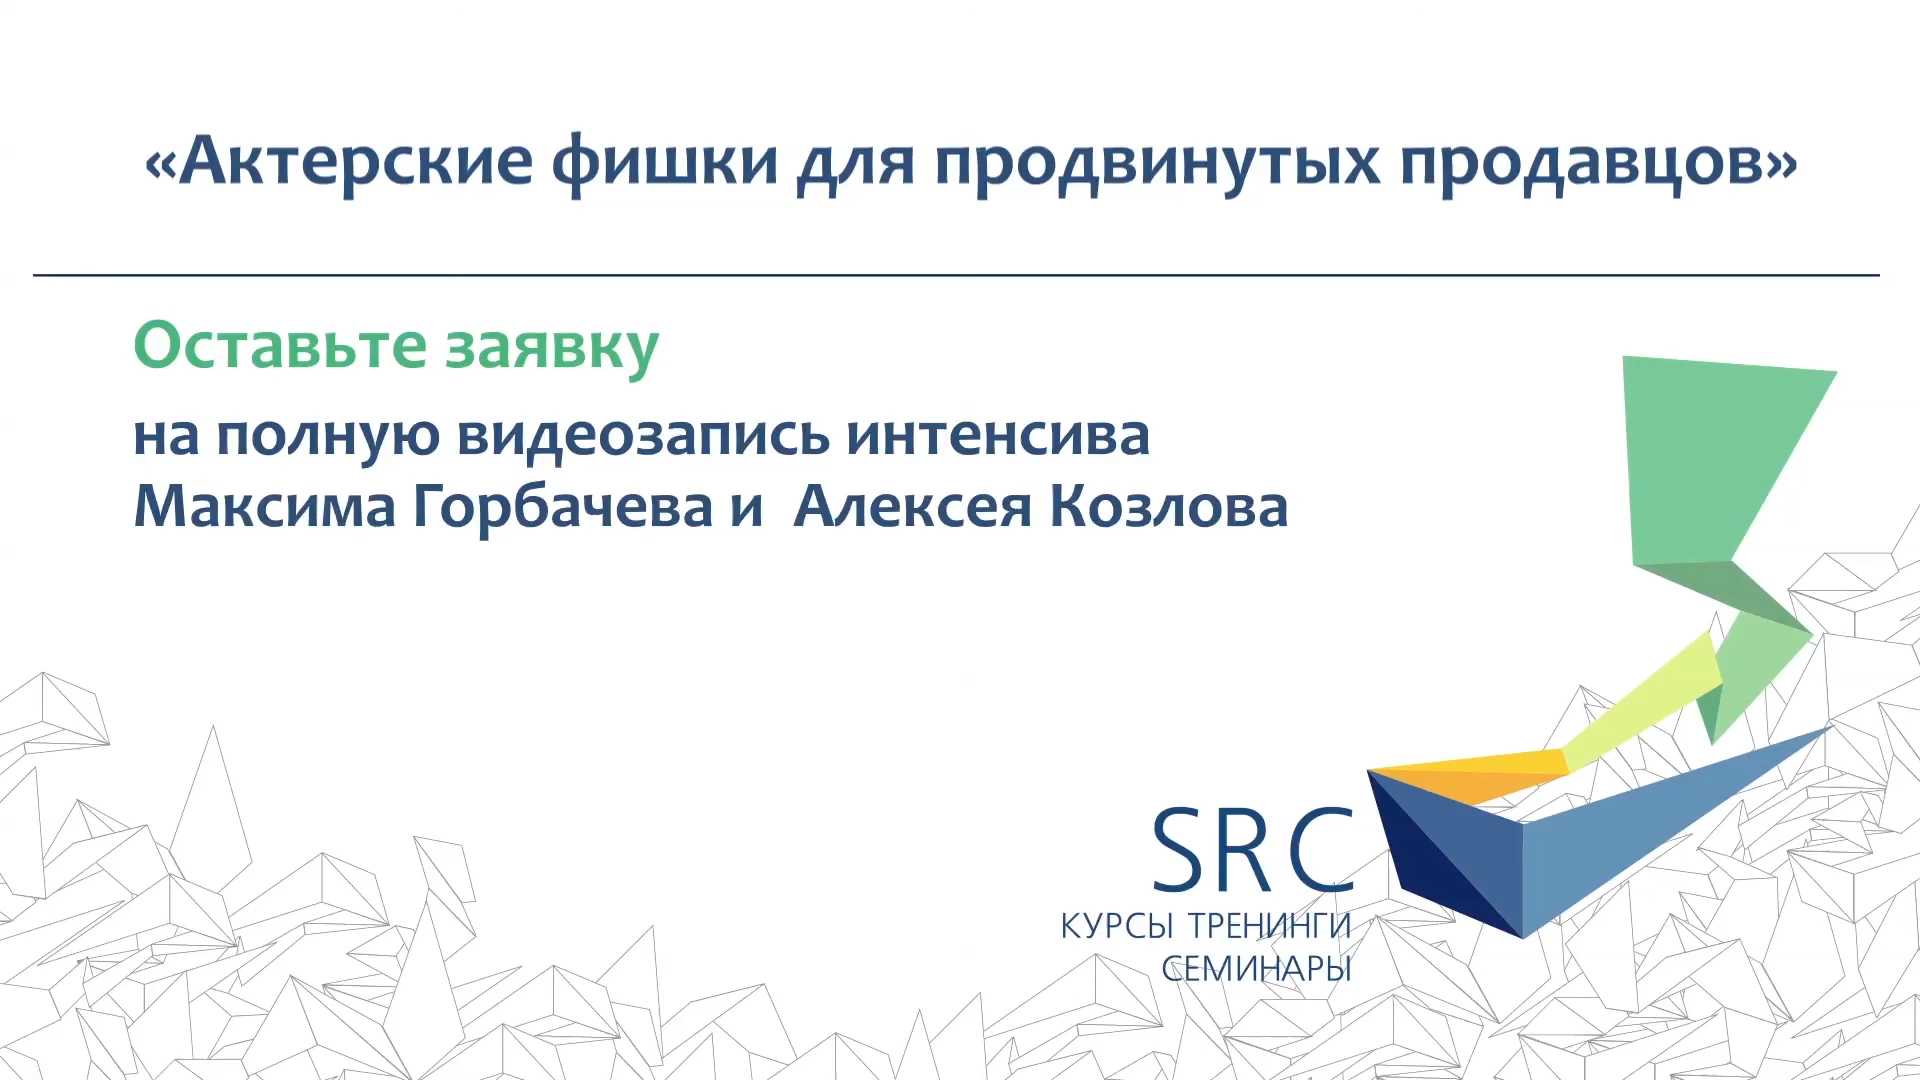 «Актерские фишки для продвинутых продавцов»
Оставьте заявку
на полную видеозапись интенсива
Максима Горбачева и Алексея Козлова
SRC
КУРСЫ ТРЕНИНГИ
СЕМИНАРЫ